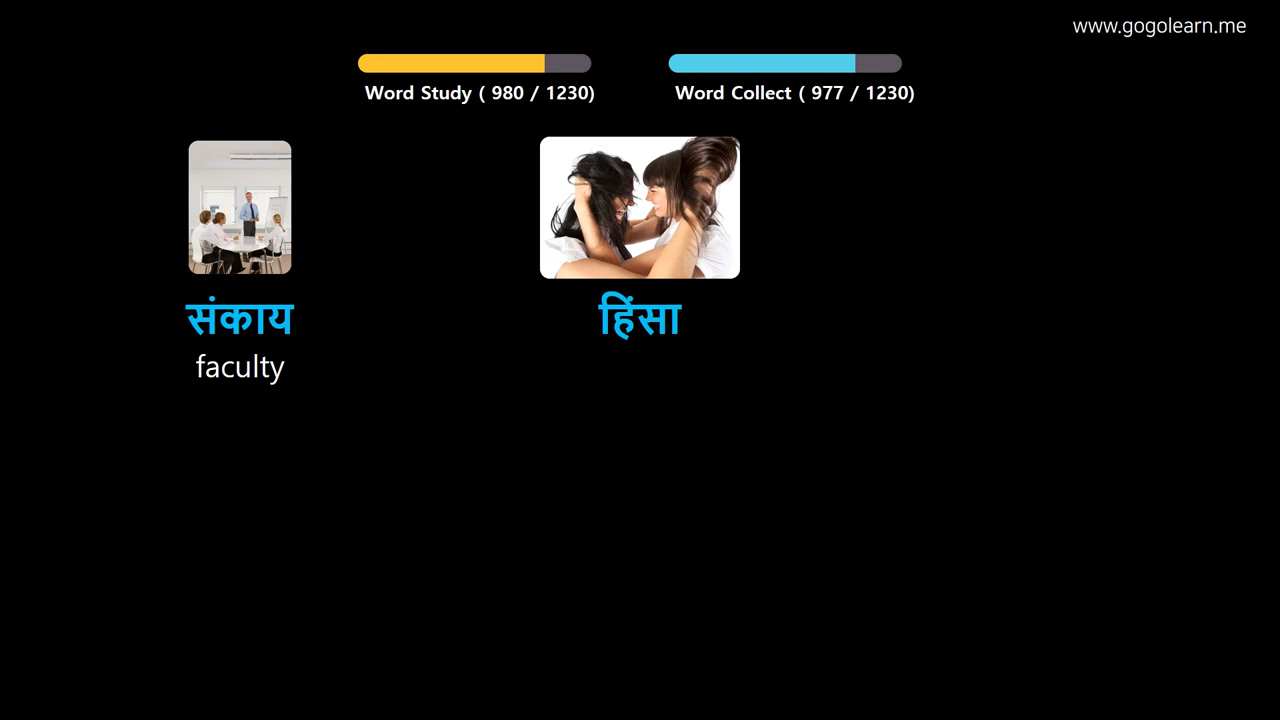 www.gogolearn.me
Word Study ( 980 / 1230)
Word Collect ( 977 / 1230)
संकाय
faculty
हिंसा